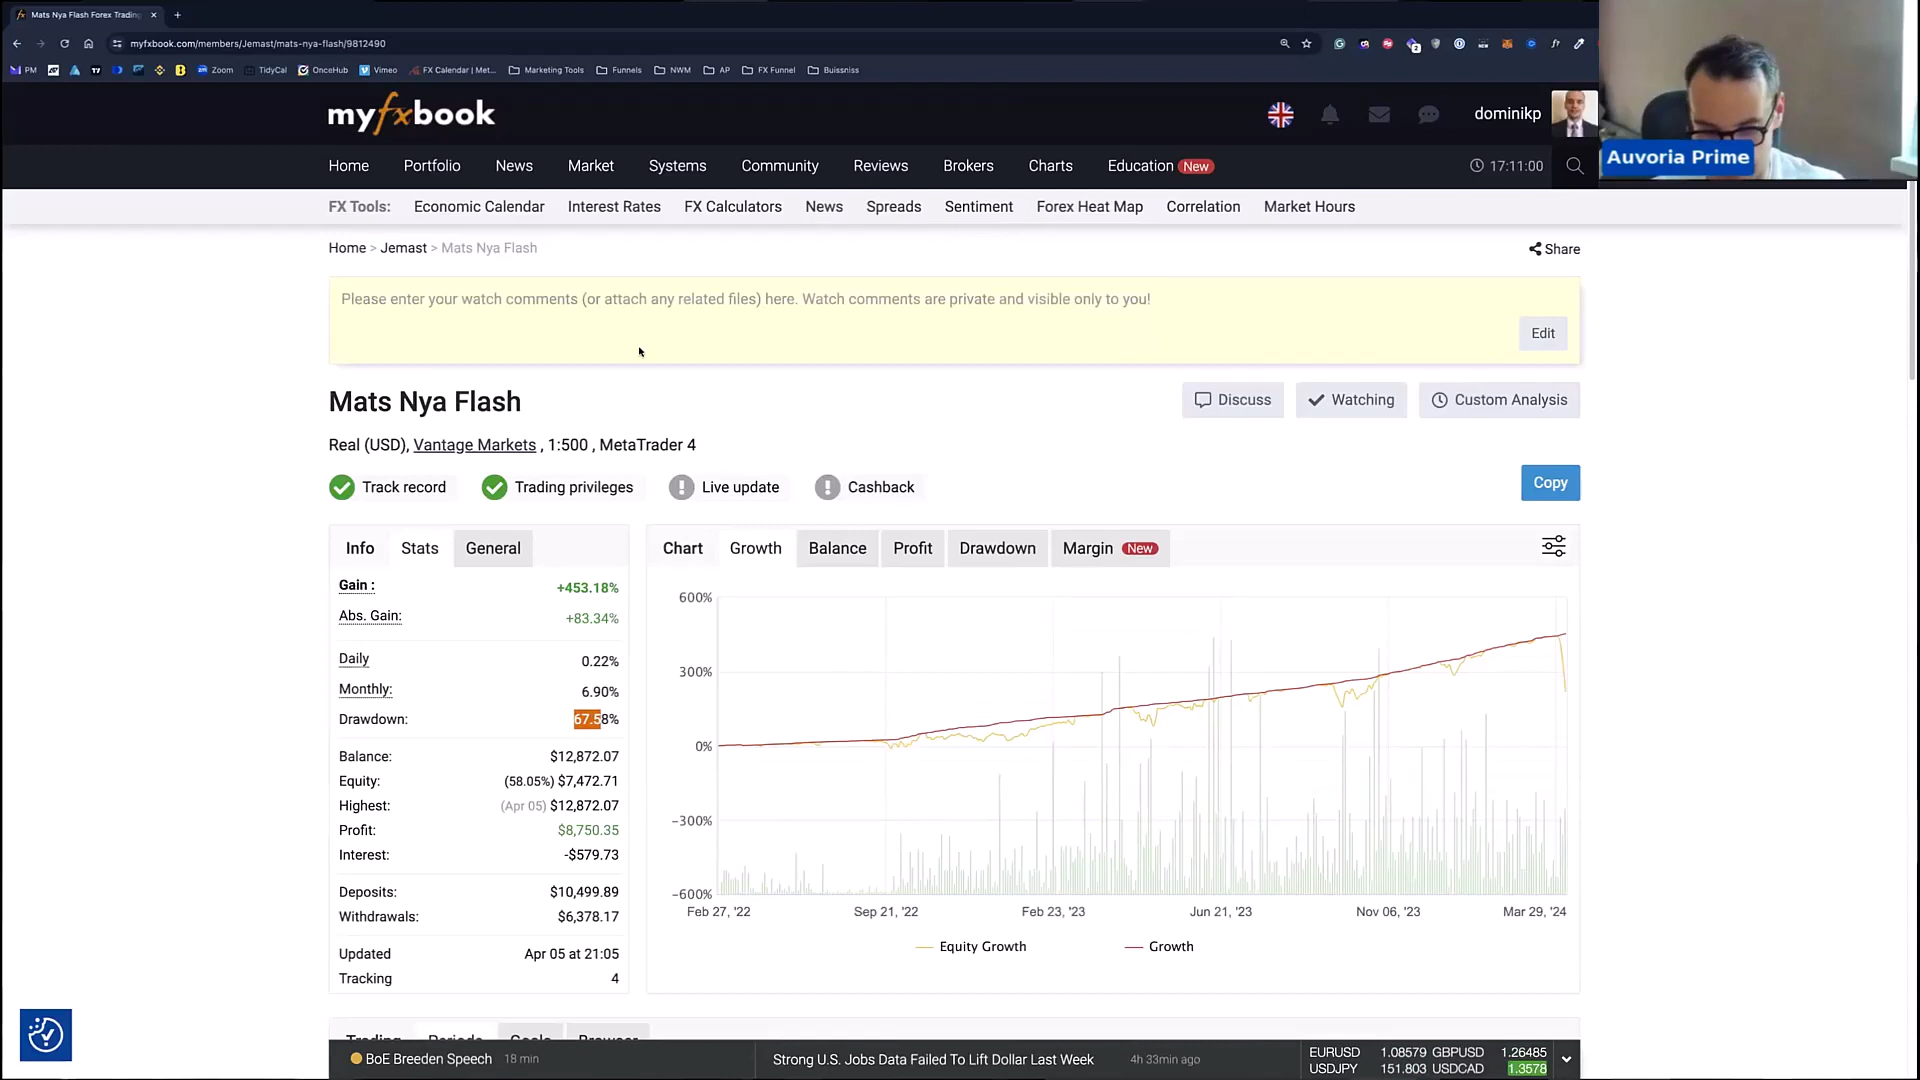 Mats Nya Flash Forex Trading
myfxbook.com/members/Jemast/mats-nya-flash/9812490
PM
Zoom
TidyCal
OnceHub
Vimeo
FX Calendar | Met...
Marketing Tools
Funnels
NWM
AP
FX Funnel
Buissniss
myfxbook
dominikp
Auvoria Prime
Home Portfolio News Market Systems Community Reviews Brokers Charts Education New 17:11:00
FX Tools: Economic Calendar Interest Rates FX Calculators News Spreads Sentiment Forex Heat Map Correlation Market Hours
Home > Jemast > Mats Nya Flash
Share
Please enter your watch comments (or attach any related files) here. Watch comments are private and visible only to you!
Edit
Mats Nya Flash
Discuss Watching Custom Analysis
Real (USD), Vantage Markets , 1:500 , MetaTrader 4
Track record Trading privileges Live update Cashback
Copy
Info Stats General
Gain : +453.18%
Abs. Gain: +83.34%
Daily 0.22%
Monthly: 6.90%
Drawdown: 67.58%
Balance: $12,872.07
Equity: (58.05%) $7,472.71
Highest: (Apr 05) $12,872.07
Profit: $8,750.35
Interest: -$579.73
Deposits: $10,499.89
Withdrawals: $6,378.17
Updated Apr 05 at 21:05
Tracking 4
Chart Growth Balance Profit Drawdown Margin New
600%
300%
0%
-300%
-600%
Feb 27, '22 Sep 21, '22 Feb 23, '23 Jun 21, '23 Nov 06, '23 Mar 29, '24
Equity Growth Growth
Trading Periods Goals Browser
BoE Breeden Speech 18 min
Strong U.S. Jobs Data Failed To Lift Dollar Last Week 4h 33min ago
EURUSD 1.08579 GBPUSD 1.26485
USDJPY 151.803 USDCAD 1.3578